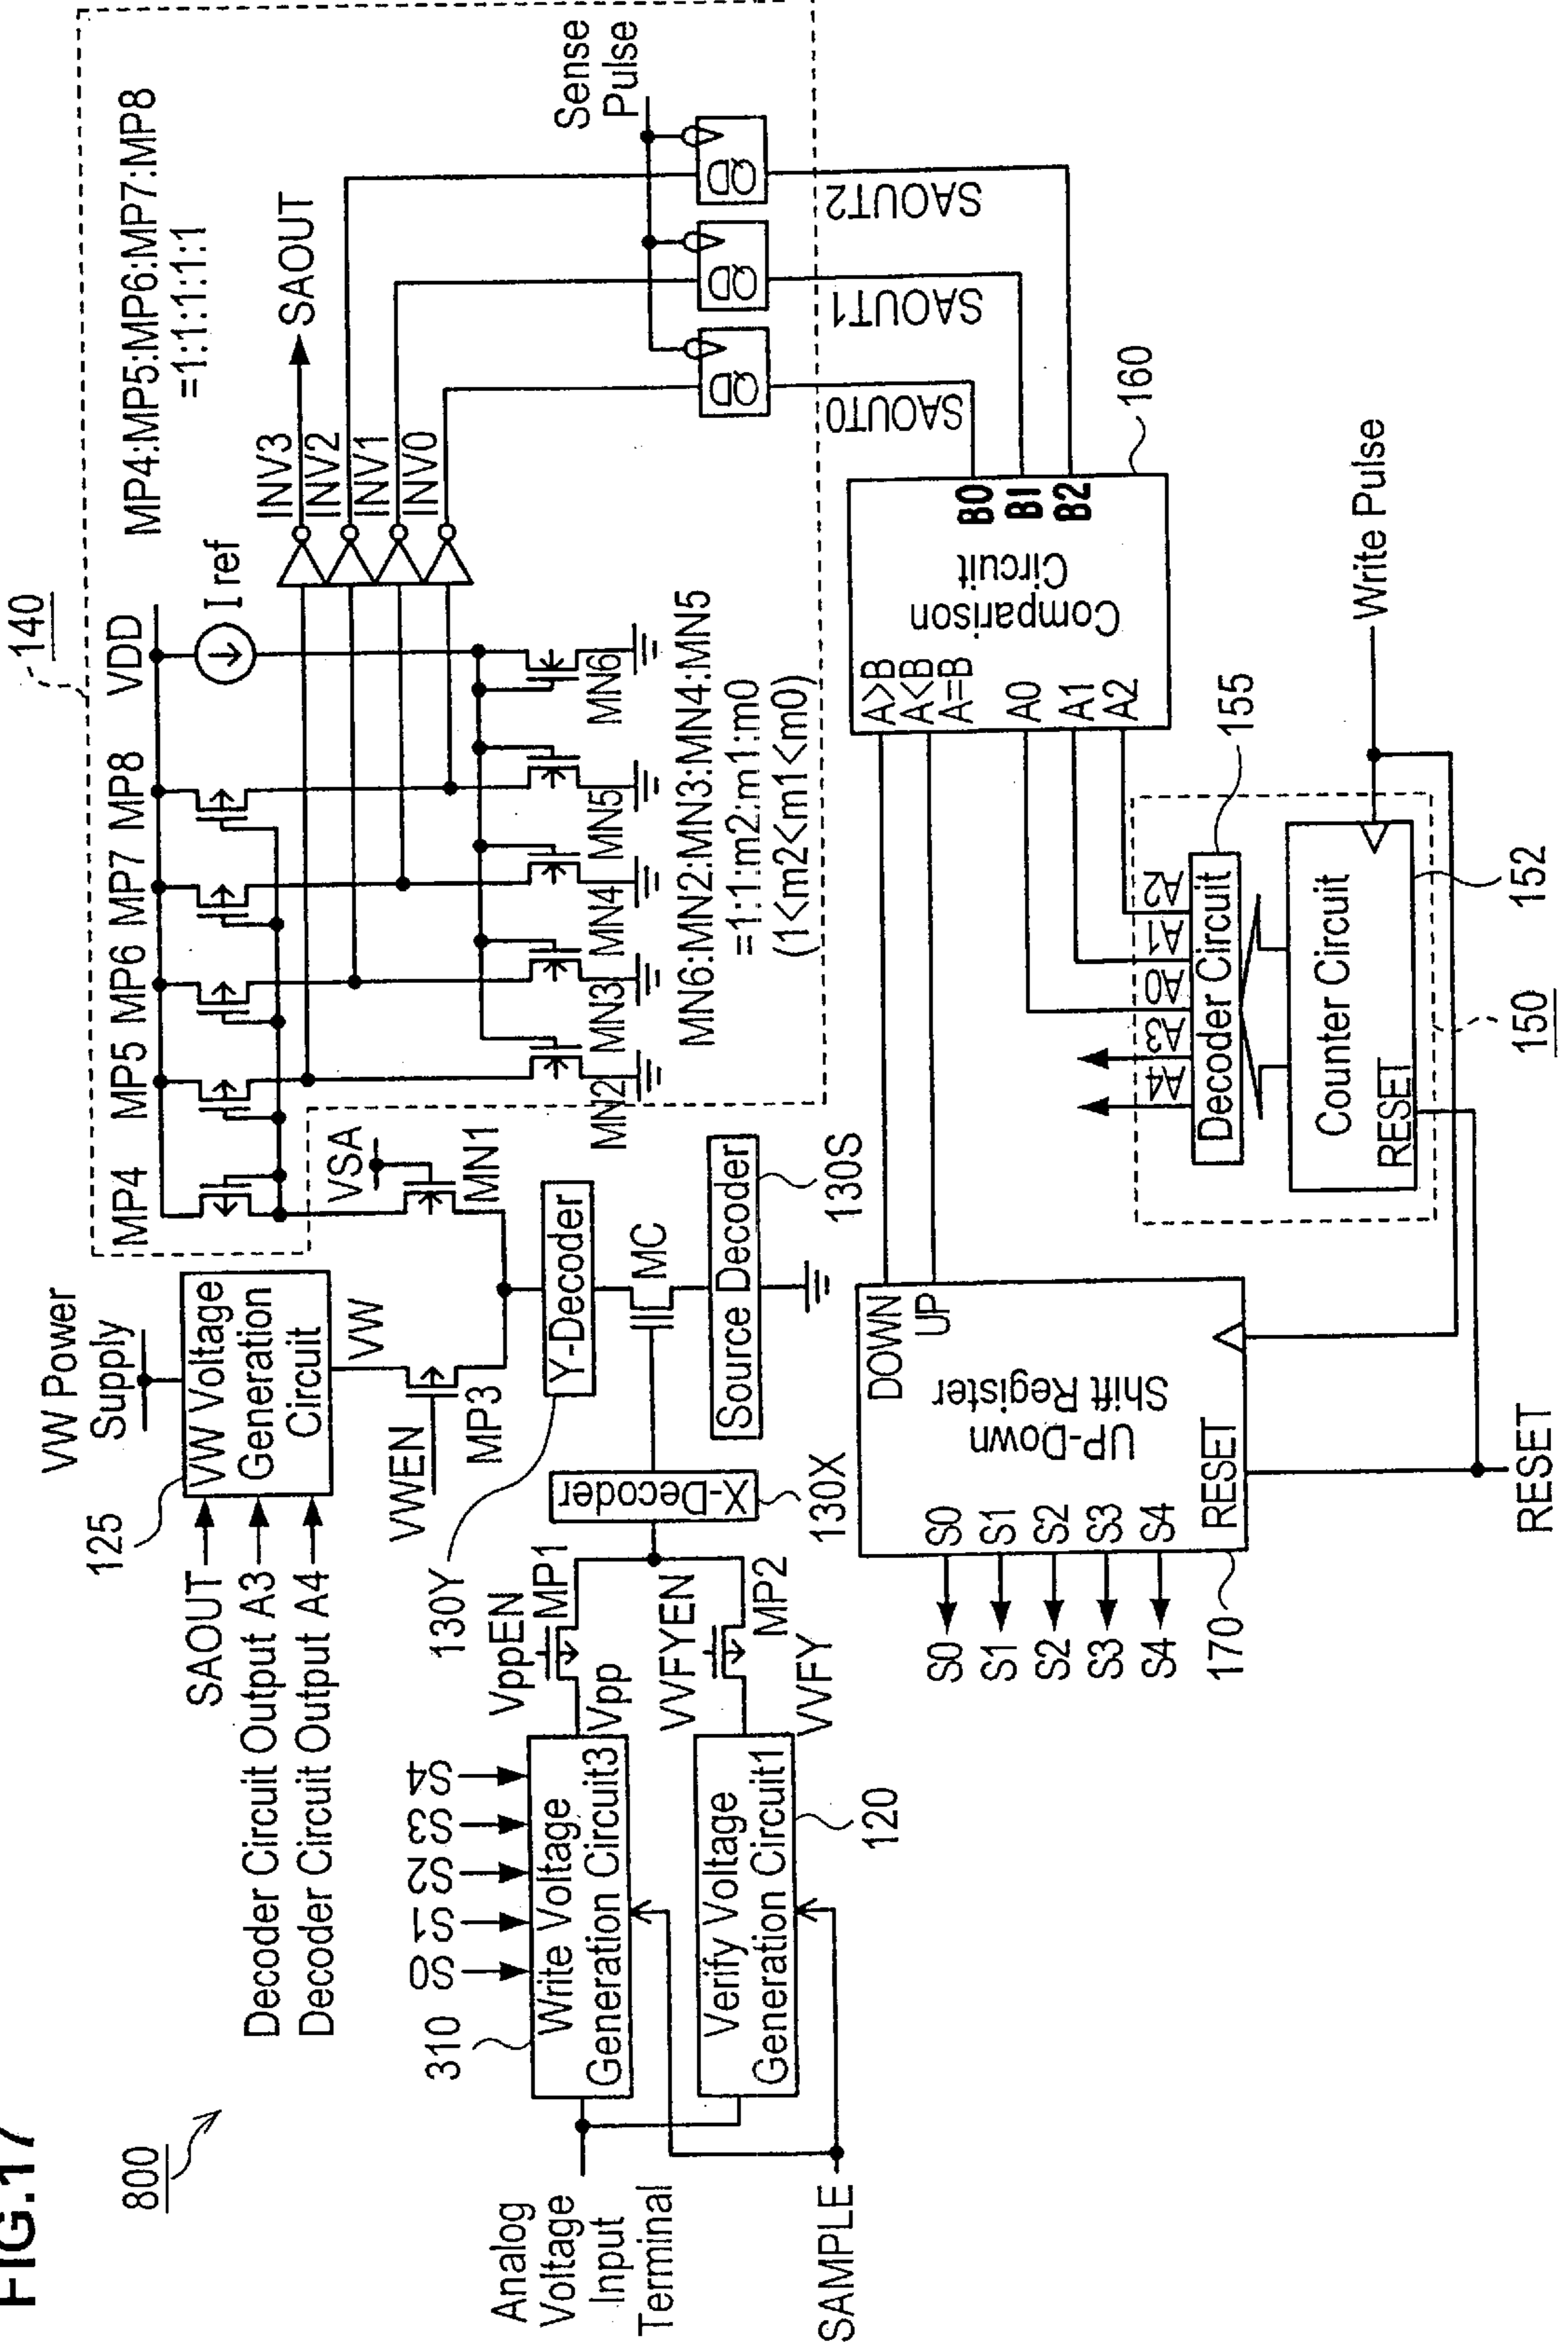 FIG.17
800
VW Power
Supply
125
VW Voltage
Generation
Circuit
SAOUT
Decoder Circuit Output A3
Decoder Circuit Output A4
VW
VWEN
MP3
140
MP4
MP5
MP6
MP7
MP8
VDD
I ref
MP4:MP5:MP6:MP7:MP8
=1:1:1:1:1
INV3
INV2
INV1
INV0
SAOUT
VSA
MN1
MN2
MN3
MN4
MN5
MN6
MN6:MN2:MN3:MN4:MN5
=1:1:m2:m1:m0
(1<m2<m1<m0)
Sense
Pulse
D
Q
D
Q
D
Q
SAOUT0
SAOUT1
SAOUT2
130Y
Y-Decoder
MC
Source Decoder
130S
X-Decoder
130X
VppEN
MP1
Vpp
VVFYEN
MP2
VVFY
S0
S1
S2
S3
S4
310
Write Voltage
Generation Circuit3
Verify Voltage
Generation Circuit1
120
Analog
Voltage
Input
Terminal
SAMPLE
S0
S1
S2
S3
S4
S0
S1
S2
S3
S4
170
DOWN
UP
UP-Down
Shift Register
RESET
RESET
A>B
A<B
A=B
A0
A1
A2
Comparison
Circuit
B0
B1
B2
160
A4
A3
A0
A1
A2
Decoder Circuit
155
Counter Circuit
RESET
152
150
Write Pulse